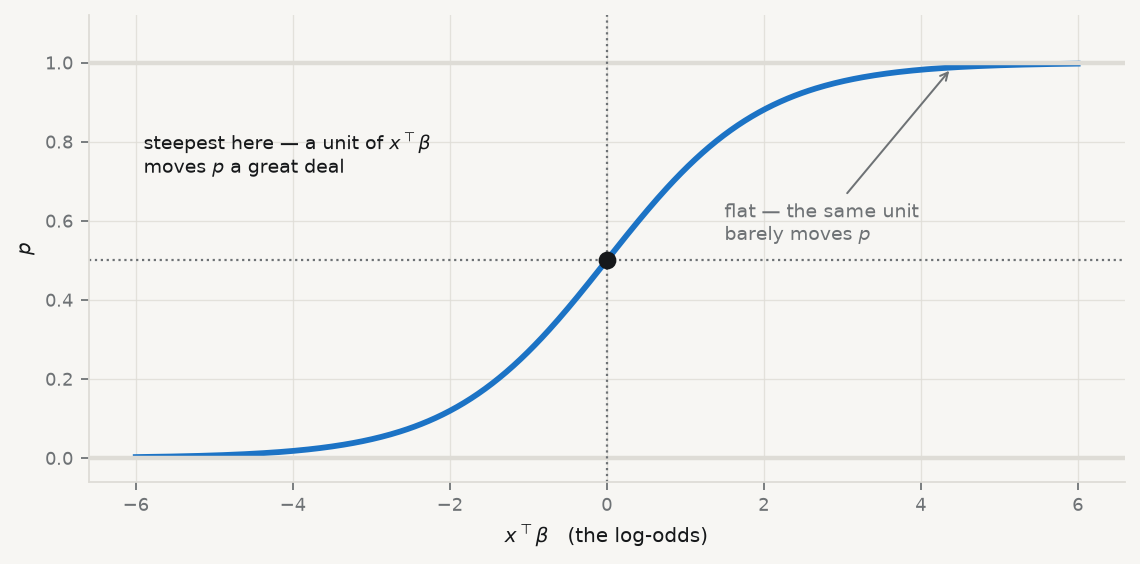 1.0
0.8
0.6
0.4
0.2
0.0
p
steepest here — a unit of x⊤β
moves p a great deal
flat — the same unit
barely moves p
−6 −4 −2 0 2 4 6
x⊤β (the log-odds)